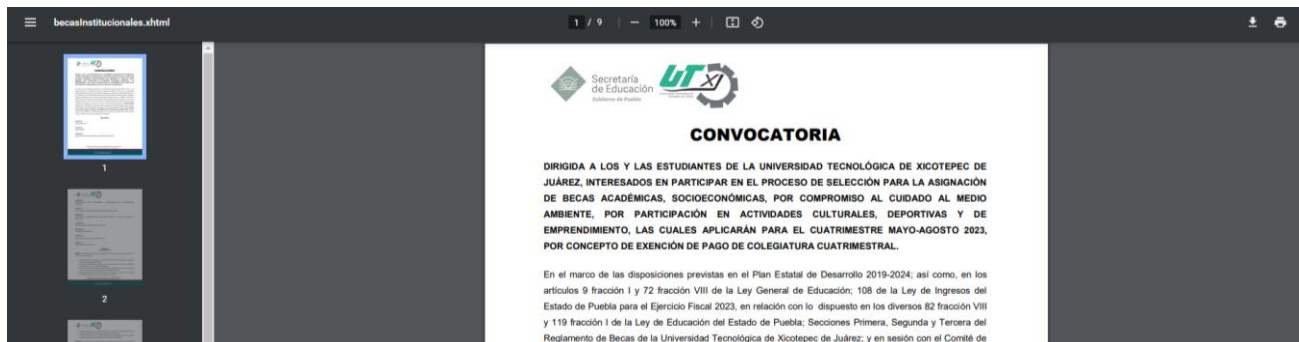 becasInstitucionales.xhtml
1 / 9
100%
1
2
Secretaría
de Educación
Gobierno de Puebla
UTXJ
CONVOCATORIA
DIRIGIDA A LOS Y LAS ESTUDIANTES DE LA UNIVERSIDAD TECNOLÓGICA DE XICOTEPEC DE
JUÁREZ, INTERESADOS EN PARTICIPAR EN EL PROCESO DE SELECCIÓN PARA LA ASIGNACIÓN
DE BECAS ACADÉMICAS, SOCIOECONÓMICAS, POR COMPROMISO AL CUIDADO AL MEDIO
AMBIENTE, POR PARTICIPACIÓN EN ACTIVIDADES CULTURALES, DEPORTIVAS Y DE
EMPRENDIMIENTO, LAS CUALES APLICARÁN PARA EL CUATRIMESTRE MAYO-AGOSTO 2023,
POR CONCEPTO DE EXENCIÓN DE PAGO DE COLEGIATURA CUATRIMESTRAL.
En el marco de las disposiciones previstas en el Plan Estatal de Desarrollo 2019-2024; así como, en los
artículos 9 fracción I y 72 fracción VIII de la Ley General de Educación; 108 de la Ley de Ingresos del
Estado de Puebla para el Ejercicio Fiscal 2023, en relación con lo dispuesto en los diversos 82 fracción VIII
y 119 fracción I de la Ley de Educación del Estado de Puebla; Secciones Primera, Segunda y Tercera del
Reglamento de Becas de la Universidad Tecnológica de Xicotepec de Juárez; y en sesión con el Comité de